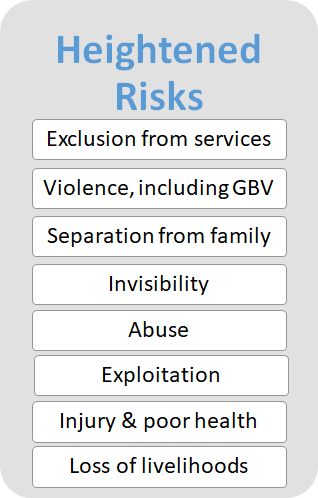 Heightened
Risks
Exclusion from services
Violence, including GBV
Separation from family
Invisibility
Abuse
Exploitation
Injury & poor health
Loss of livelihoods